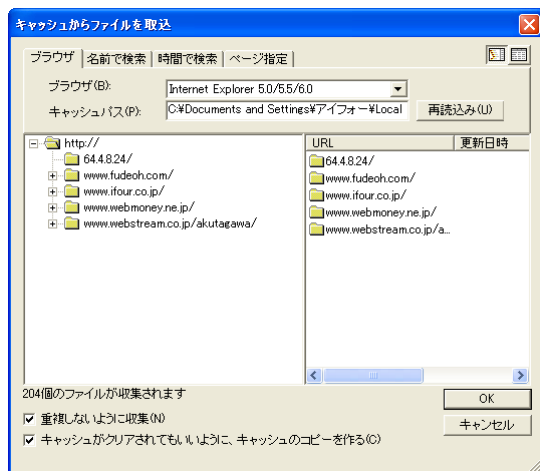 キャッシュからファイルを取込
ブラウザ 名前で検索 時間で検索 ページ指定
ブラウザ(B): Internet Explorer 5.0/5.5/6.0
キャッシュパス(P): C:¥Documents and Settings¥アイフォー¥Local 再読込み(U)
http://
64.4.8.24/
www.fudeoh.com/
www.ifour.co.jp/
www.webmoney.ne.jp/
www.webstream.co.jp/akutagawa/
URL 更新日時
64.4.8.24/
www.fudeoh.com/
www.ifour.co.jp/
www.webmoney.ne.jp/
www.webstream.co.jp/a...
204個のファイルが収集されます
重複しないように収集(N)
キャッシュがクリアされてもいいように、キャッシュのコピーを作る(C)
OK
キャンセル